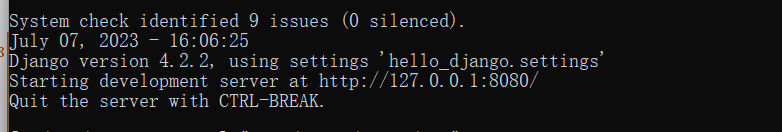 System check identified 9 issues (0 silenced).
July 07, 2023 - 16:06:25
Django version 4.2.2, using settings 'hello_django.settings'
Starting development server at http://127.0.0.1:8080/
Quit the server with CTRL-BREAK.